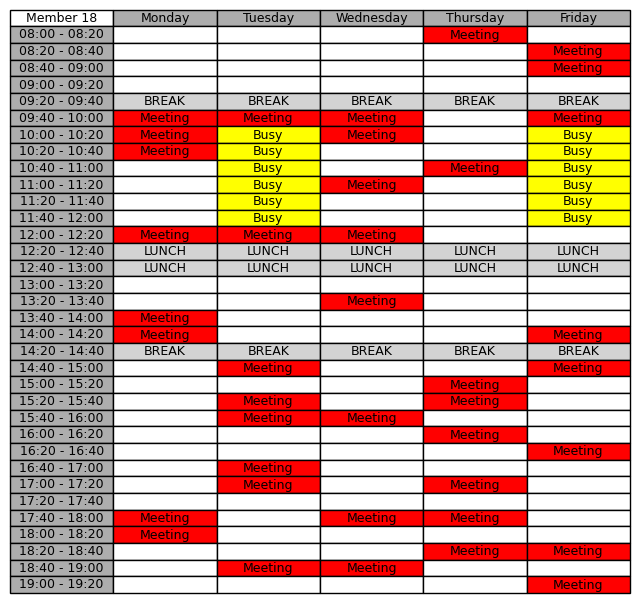 Member 18 Monday Tuesday Wednesday Thursday Friday
08:00 - 08:20 Meeting
08:20 - 08:40 Meeting
08:40 - 09:00 Meeting
09:00 - 09:20
09:20 - 09:40 BREAK BREAK BREAK BREAK BREAK
09:40 - 10:00 Meeting Meeting Meeting Meeting
10:00 - 10:20 Meeting Busy Meeting Busy
10:20 - 10:40 Meeting Busy Busy
10:40 - 11:00 Busy Meeting Busy
11:00 - 11:20 Busy Meeting Busy
11:20 - 11:40 Busy Busy
11:40 - 12:00 Busy Busy
12:00 - 12:20 Meeting Meeting Meeting
12:20 - 12:40 LUNCH LUNCH LUNCH LUNCH LUNCH
12:40 - 13:00 LUNCH LUNCH LUNCH LUNCH LUNCH
13:00 - 13:20
13:20 - 13:40 Meeting
13:40 - 14:00 Meeting
14:00 - 14:20 Meeting Meeting
14:20 - 14:40 BREAK BREAK BREAK BREAK BREAK
14:40 - 15:00 Meeting Meeting
15:00 - 15:20 Meeting
15:20 - 15:40 Meeting Meeting
15:40 - 16:00 Meeting Meeting
16:00 - 16:20 Meeting
16:20 - 16:40 Meeting
16:40 - 17:00 Meeting
17:00 - 17:20 Meeting Meeting
17:20 - 17:40
17:40 - 18:00 Meeting Meeting Meeting
18:00 - 18:20 Meeting
18:20 - 18:40 Meeting Meeting
18:40 - 19:00 Meeting Meeting
19:00 - 19:20 Meeting